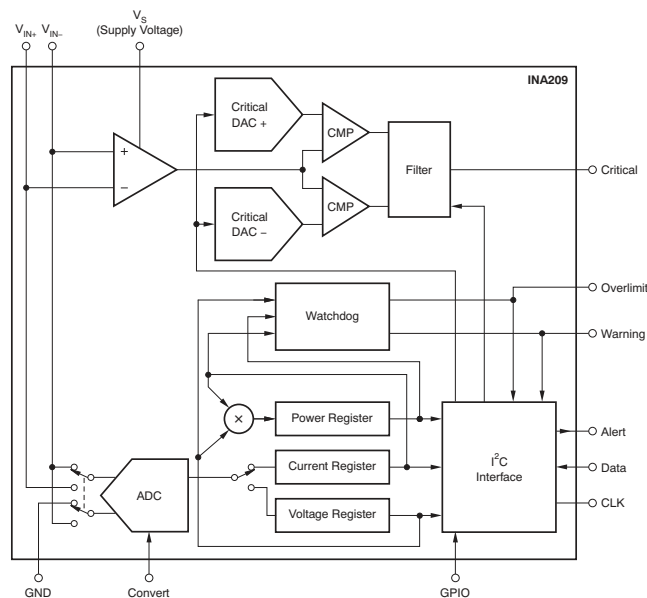 V_S
(Supply Voltage)
V_IN+ V_IN−
INA209
Critical
DAC +
CMP
Filter
Critical
+
−
CMP
Critical
DAC −
Overlimit
Watchdog
Warning
×
Power Register
Alert
I²C
Interface
Current Register
Data
ADC
Voltage Register
CLK
GND
Convert
GPIO